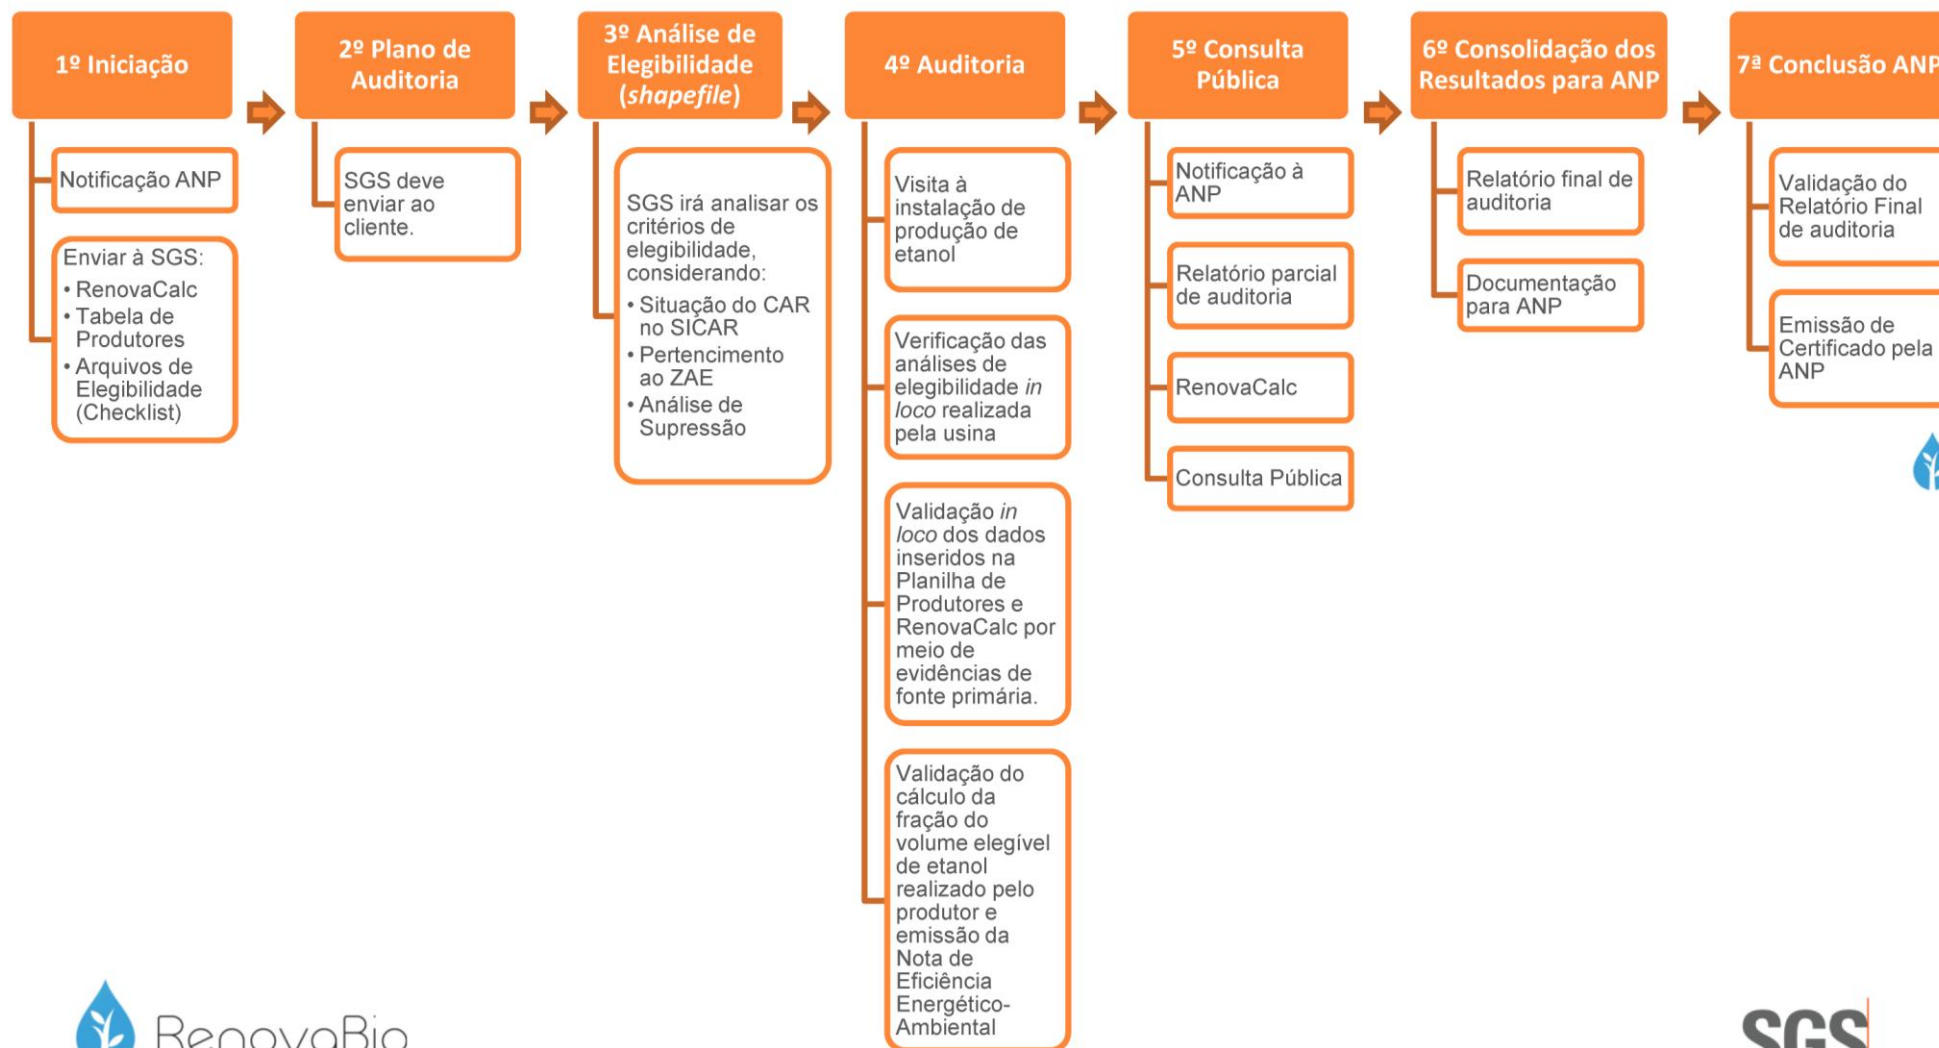 1º Iniciação
Notificação ANP
Enviar à SGS:
• RenovaCalc
• Tabela de
Produtores
• Arquivos de
Elegibilidade
(Checklist)
2º Plano de
Auditoria
SGS deve
enviar ao
cliente.
3º Análise de
Elegibilidade
(shapefile)
SGS irá analisar os
critérios de
elegibilidade,
considerando:
• Situação do CAR
no SICAR
• Pertencimento
ao ZAE
• Análise de
Supressão
4º Auditoria
Visita à
instalação de
produção de
etanol
Verificação das
análises de
elegibilidade in
loco realizada
pela usina
Validação in
loco dos dados
inseridos na
Planilha de
Produtores e
RenovaCalc por
meio de
evidências de
fonte primária.
Validação do
cálculo da
fração do
volume elegível
de etanol
realizado pelo
produtor e
emissão da
Nota de
Eficiência
Energético-
Ambiental
5º Consulta
Pública
Notificação à
ANP
Relatório parcial
de auditoria
RenovaCalc
Consulta Pública
6º Consolidação dos
Resultados para ANP
Relatório final de
auditoria
Documentação
para ANP
7ª Conclusão ANP
Validação do
Relatório Final
de auditoria
Emissão de
Certificado pela
ANP
RenovaBio
SGS